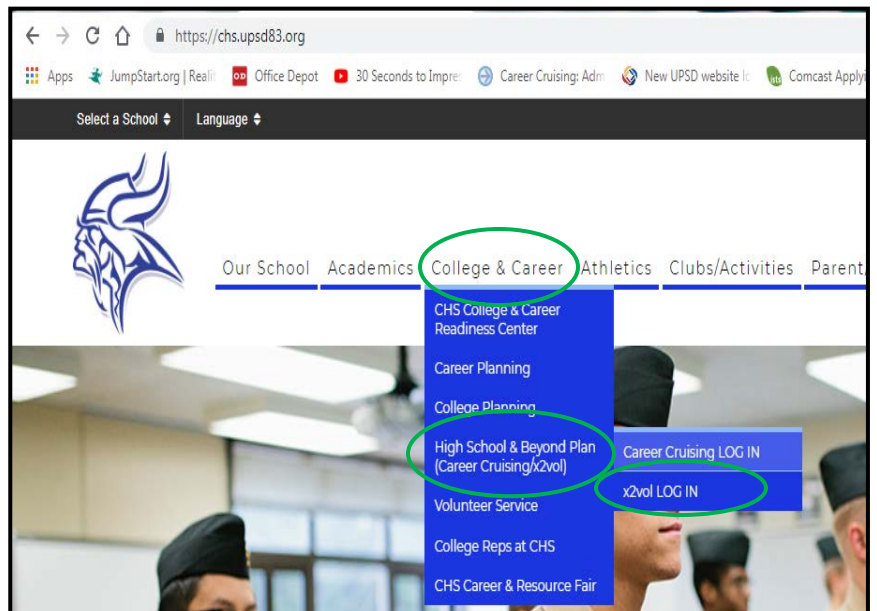 https://chs.upsd83.org
Apps JumpStart.org | Reali Office Depot 30 Seconds to Impre Career Cruising: Adm New UPSD website lo Comcast Applyi
Select a School Language
Our School Academics College & Career Athletics Clubs/Activities Parent/
CHS College & Career
Readiness Center
Career Planning
College Planning
High School & Beyond Plan
(Career Cruising/x2vol)
Career Cruising LOG IN
x2vol LOG IN
Volunteer Service
College Reps at CHS
CHS Career & Resource Fair